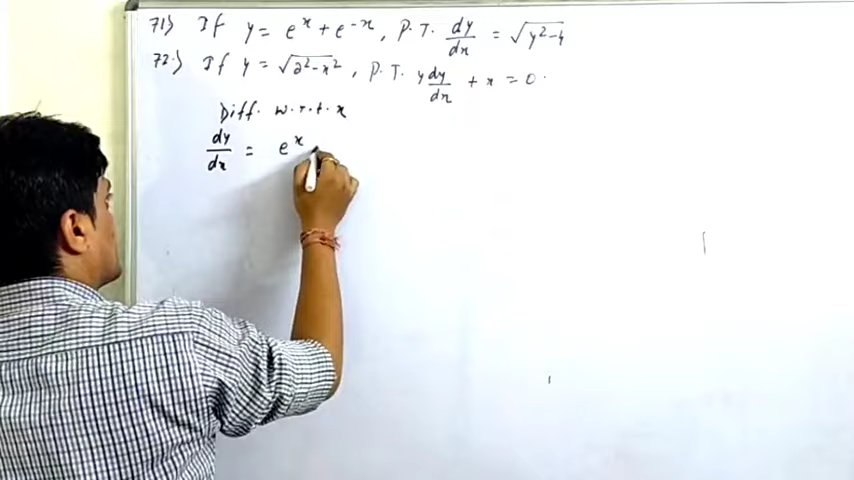 71) If y = e^x + e^-x, P.T. dy/dx = √(y²-4)
72.) If y = √(a²-x²), P.T. y dy/dx + x = 0.
Diff. w.r.t. x
dy/dx = e^x